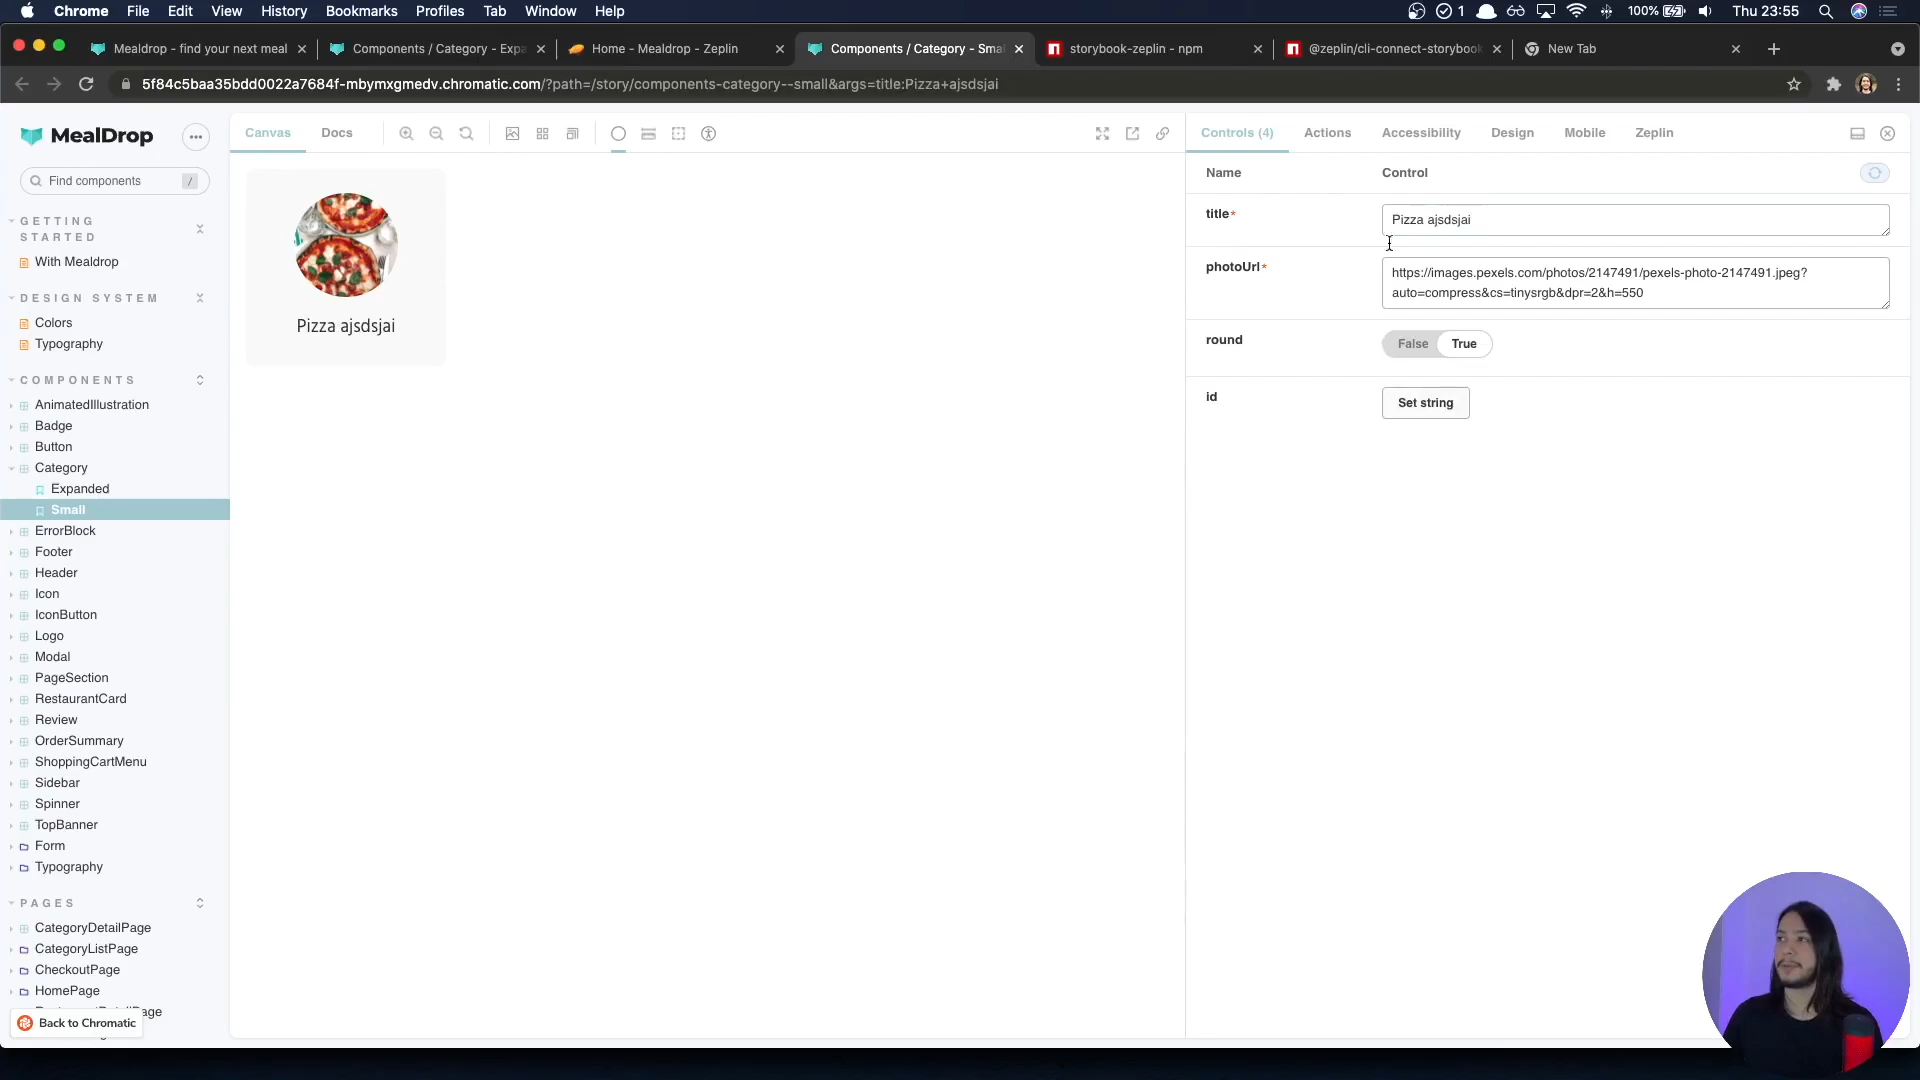 Chrome File Edit View History Bookmarks Profiles Tab Window Help 1 100% Thu 23:55
Mealdrop - find your next meal
Components / Category - Expa
Home - Mealdrop - Zeplin
Components / Category - Smal
storybook-zeplin - npm
@zeplin/cli-connect-storybook
New Tab
5f84c5baa35bdd0022a7684f-mbymxgmedv.chromatic.com/?path=/story/components-category--small&args=title:Pizza+ajsdsjai
MealDrop
Find components /
GETTING
STARTED
With Mealdrop
DESIGN SYSTEM
Colors
Typography
COMPONENTS
AnimatedIllustration
Badge
Button
Category
Expanded
Small
ErrorBlock
Footer
Header
Icon
IconButton
Logo
Modal
PageSection
RestaurantCard
Review
OrderSummary
ShoppingCartMenu
Sidebar
Spinner
TopBanner
Form
Typography
PAGES
CategoryDetailPage
CategoryListPage
CheckoutPage
HomePage
Back to Chromatic
Canvas Docs
Pizza ajsdsjai
Controls (4) Actions Accessibility Design Mobile Zeplin
Name Control
title* Pizza ajsdsjai
photoUrl* https://images.pexels.com/photos/2147491/pexels-photo-2147491.jpeg?
auto=compress&cs=tinysrgb&dpr=2&h=550
round False True
id Set string